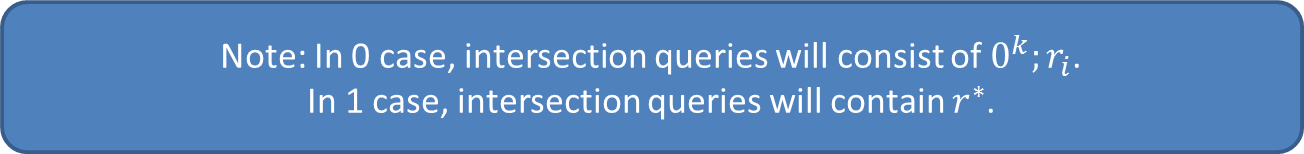 Note: In 0 case, intersection queries will consist of 0^k; r_i.
In 1 case, intersection queries will contain r*.